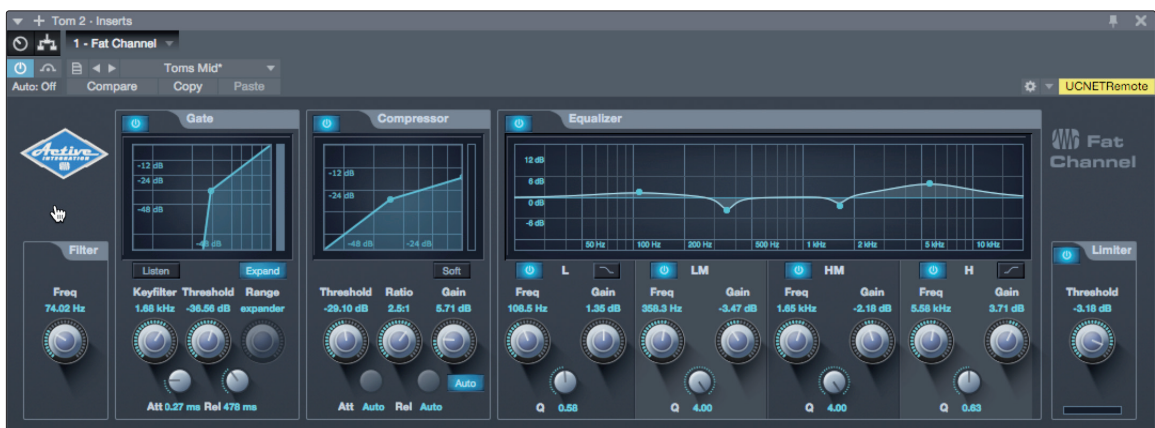 Tom 2 - Inserts
1 - Fat Channel
Toms Mid*
Auto: Off Compare Copy Paste
UCNETRemote
Active
INTEGRATION
Fat
Channel
Gate
-12 dB
-24 dB
-48 dB
-48 dB
Compressor
-12 dB
-24 dB
-48 dB -24 dB
Equalizer
12 dB
6 dB
0 dB
-6 dB
50 Hz 100 Hz 200 Hz 500 Hz 1 kHz 2 kHz 5 kHz 10 kHz
Filter
Freq
74.02 Hz
Listen Expand
Keyfilter Threshold Range
1.68 kHz -36.56 dB expander
Att 0.27 ms Rel 478 ms
Soft
Threshold Ratio Gain
-29.10 dB 2.5:1 5.71 dB
Auto
Att Auto Rel Auto
L
Freq Gain
108.5 Hz 1.35 dB
Q 0.58
LM
Freq Gain
358.3 Hz -3.47 dB
Q 4.00
HM
Freq Gain
1.65 kHz -2.18 dB
Q 4.00
H
Freq Gain
5.58 kHz 3.71 dB
Q 0.63
Limiter
Threshold
-3.18 dB